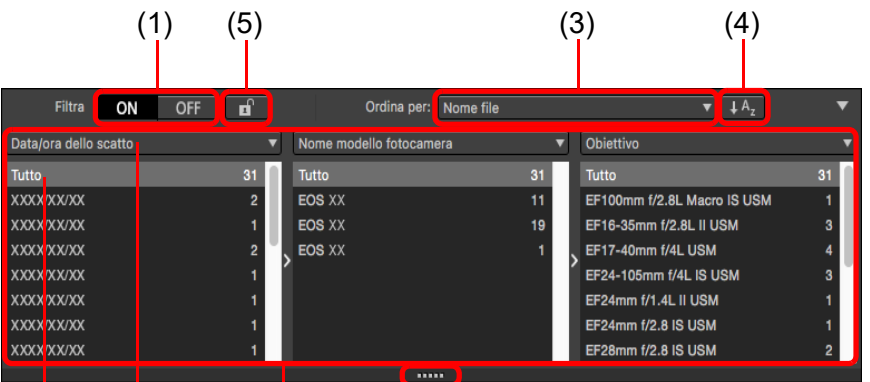 (1) (5) (3) (4)
Filtra ON OFF Ordina per: Nome file A z
Data/ora dello scatto Nome modello fotocamera Obiettivo
Tutto 31 Tutto 31 Tutto 31
XXXX/XX/XX 2 EOS XX 11 EF100mm f/2.8L Macro IS USM 1
XXXX/XX/XX 1 EOS XX 19 EF16-35mm f/2.8L II USM 3
XXXX/XX/XX 2 EOS XX 1 EF17-40mm f/4L USM 4
XXXX/XX/XX 1 EF24-105mm f/4L IS USM 3
XXXX/XX/XX 1 EF24mm f/1.4L II USM 1
XXXX/XX/XX 1 EF24mm f/2.8 IS USM 1
XXXX/XX/XX 1 EF28mm f/2.8 IS USM 2